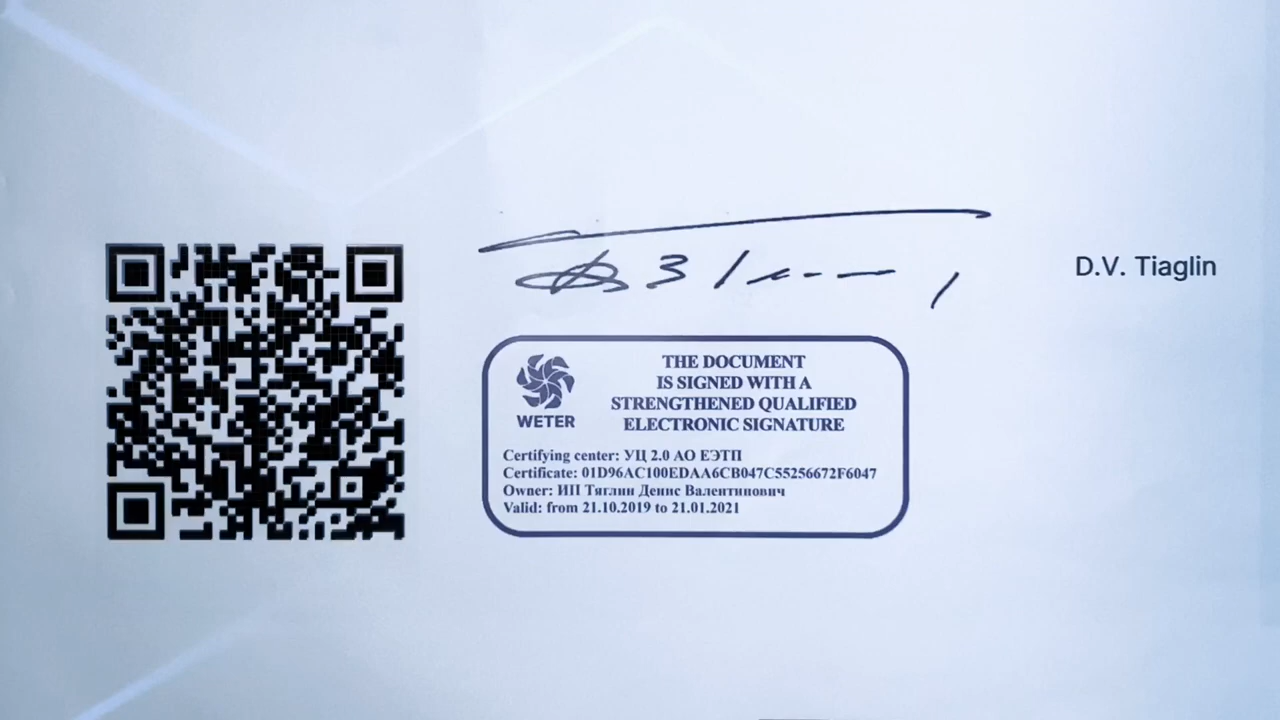 D.V. Tiaglin
WETER
THE DOCUMENT
IS SIGNED WITH A
STRENGTHENED QUALIFIED
ELECTRONIC SIGNATURE
Certifying center: УЦ 2.0 АО ЕЭТП
Certificate: 01D96AC100EDAA6CB047C55256672F6047
Owner: ИП Тяглин Денис Валентинович
Valid: from 21.10.2019 to 21.01.2021